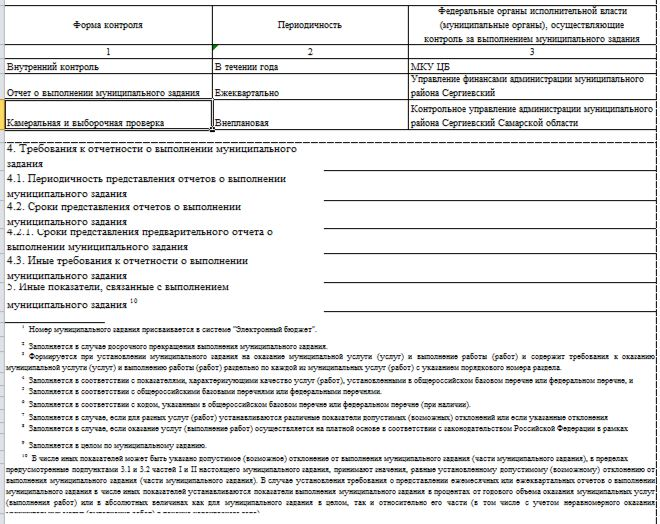 Форма контроля
Периодичность
Федеральные органы исполнительной власти
(муниципальные органы), осуществляющие
контроль за выполнением муниципального задания
1
2
3
Внутренний контроль
В течении года
МКУ ЦБ
Отчет о выполнении муниципального задания
Ежеквартально
Управление финансами администрации муниципального
района Сергиевский
Камеральная и выборочная проверка
Внеплановая
Контрольное управление администрации муниципального
района Сергиевский Самарской области
4. Требования к отчетности о выполнении муниципального
задания
4.1. Периодичность представления отчетов о выполнении
муниципального задания
4.2. Сроки представления отчетов о выполнении
муниципального задания
4.2.1. Сроки представления предварительного отчета о
выполнении муниципального задания
4.3. Иные требования к отчетности о выполнении
муниципального задания
5. Иные показатели, связанные с выполнением
муниципального задания 10
1 Номер муниципального задания присваивается в системе "Электронный бюджет".
2 Заполняется в случае досрочного прекращения выполнения муниципального задания.
3 Формируется при установлении муниципального задания на оказание муниципальной услуги (услуг) и выполнение работы (работ) и содержит требования к оказанию
муниципальной услуги (услуг) и выполнению работы (работ) раздельно по каждой из муниципальных услуг (работ) с указанием порядкового номера раздела.
4 Заполняется в соответствии с показателями, характеризующими качество услуг (работ), установленными в общероссийском базовом перечне или федеральном перечне, и
5 Заполняется в соответствии с общероссийскими базовыми перечнями или федеральными перечнями.
6 Заполняется в соответствии с кодом, указанным в общероссийском базовом перечне или федеральном перечне (при наличии).
7 Заполняется в случае, если для разных услуг (работ) устанавливаются различные показатели допустимых (возможных) отклонений или если указанные отклонения
8 Заполняется в случае, если оказание услуг (выполнение работ) осуществляется на платной основе в соответствии с законодательством Российской Федерации в рамках
9 Заполняется в целом по муниципальному заданию.
10 В числе иных показателей может быть указано допустимое (возможное) отклонение от выполнения муниципального задания (части муниципального задания), в пределах
предусмотренные подпунктами 3.1 и 3.2 частей I и II настоящего муниципального задания, принимают значения, равные установленному допустимому (возможному) отклонению от
выполнения муниципального задания (части муниципального задания). В случае установления требования о представлении ежемесячных или ежеквартальных отчетов о выполнении
муниципального задания в числе иных показателей устанавливаются показатели выполнения муниципального задания в процентах от годового объема оказания муниципальных услуг
(выполнения работ) или в абсолютных величинах как для муниципального задания в целом, так и относительно его части (в том числе с учетом неравномерного оказания